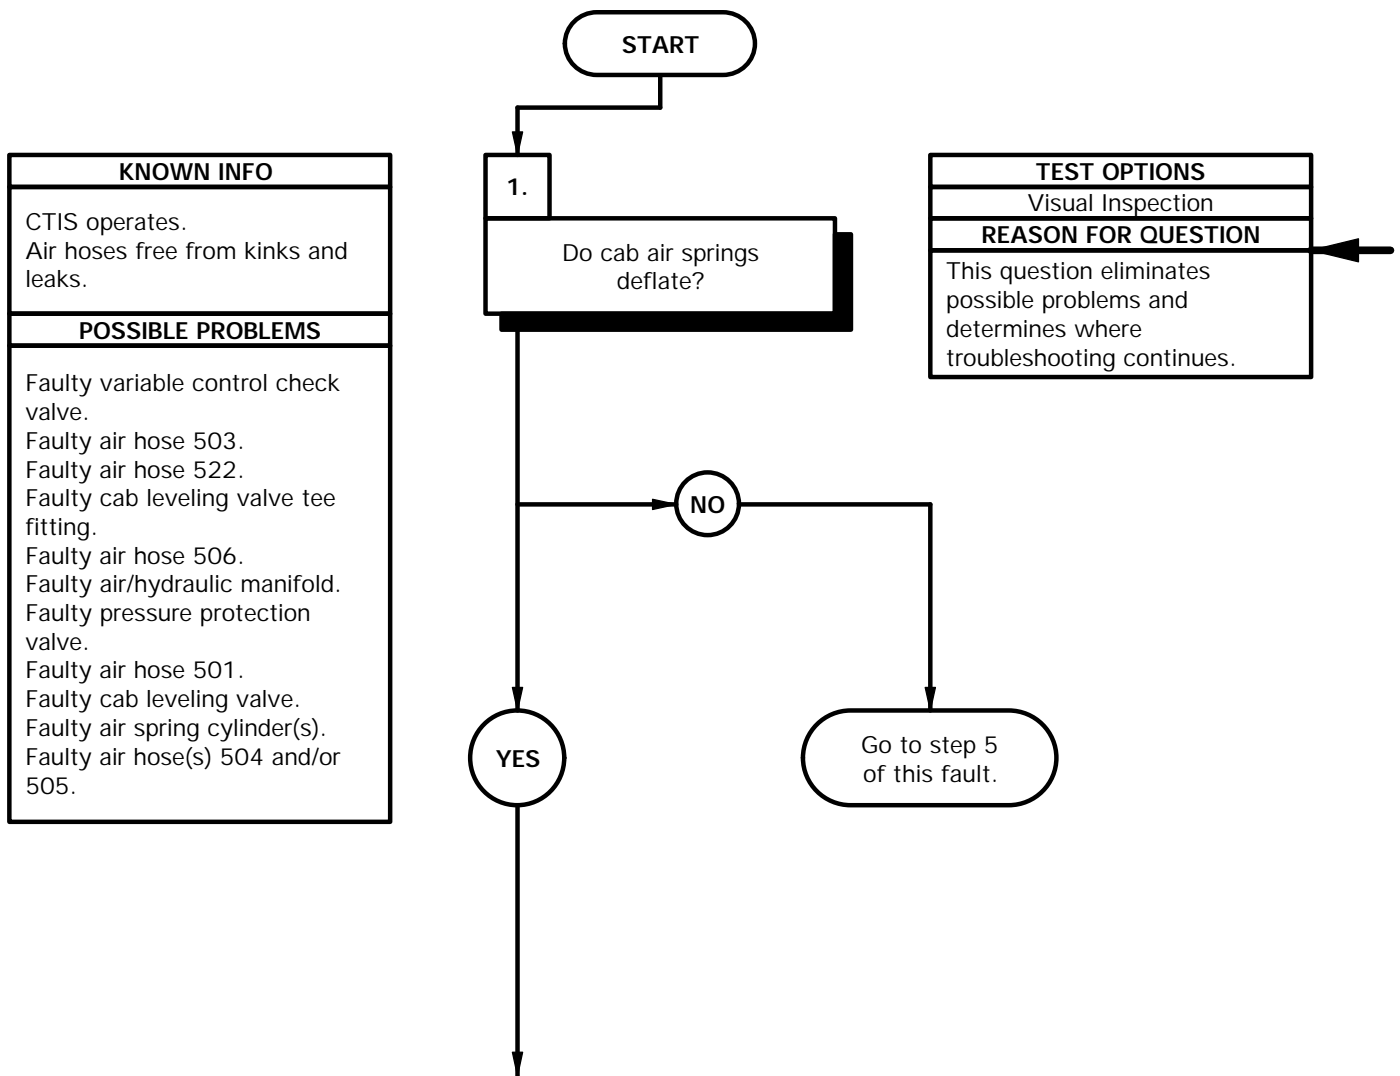 START
KNOWN INFO
CTIS operates.
Air hoses free from kinks and
leaks.
POSSIBLE PROBLEMS
Faulty variable control check
valve.
Faulty air hose 503.
Faulty air hose 522.
Faulty cab leveling valve tee
fitting.
Faulty air hose 506.
Faulty air/hydraulic manifold.
Faulty pressure protection
valve.
Faulty air hose 501.
Faulty cab leveling valve.
Faulty air spring cylinder(s).
Faulty air hose(s) 504 and/or
505.
1.
Do cab air springs
deflate?
TEST OPTIONS
Visual Inspection
REASON FOR QUESTION
This question eliminates
possible problems and
determines where
troubleshooting continues.
NO
YES
Go to step 5
of this fault.